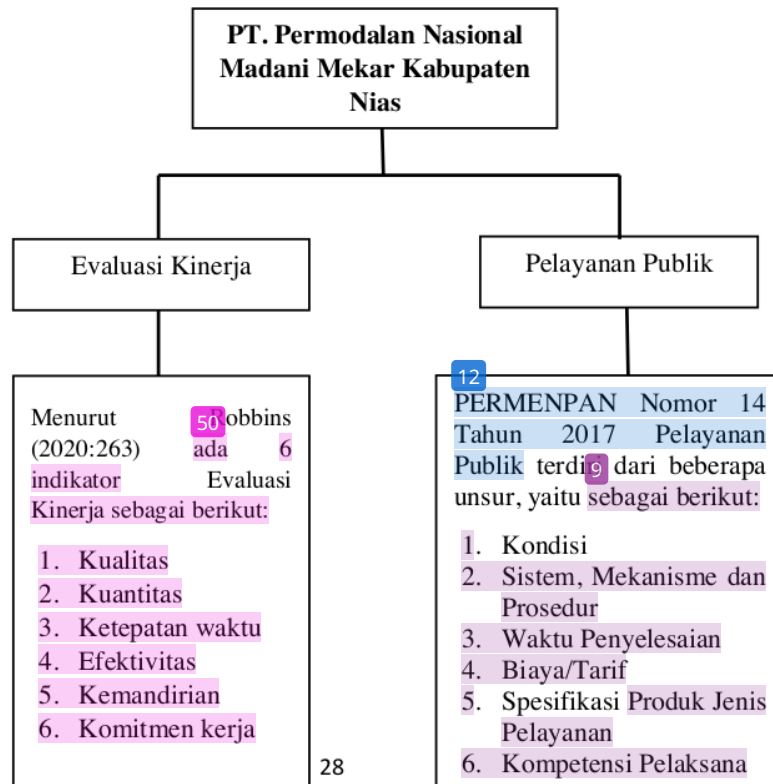 PT. Permodalan Nasional
Madani Mekar Kabupaten
Nias
Evaluasi Kinerja
Pelayanan Publik
Menurut Robbins
(2020:263) ada 6
indikator Evaluasi
Kinerja sebagai berikut:
1. Kualitas
2. Kuantitas
3. Ketepatan waktu
4. Efektivitas
5. Kemandirian
6. Komitmen kerja
50
12
PERMENPAN Nomor 14
Tahun 2017 Pelayanan
Publik terdiri dari beberapa
unsur, yaitu sebagai berikut:
9
1. Kondisi
2. Sistem, Mekanisme dan
Prosedur
3. Waktu Penyelesaian
4. Biaya/Tarif
5. Spesifikasi Produk Jenis
Pelayanan
6. Kompetensi Pelaksana
28